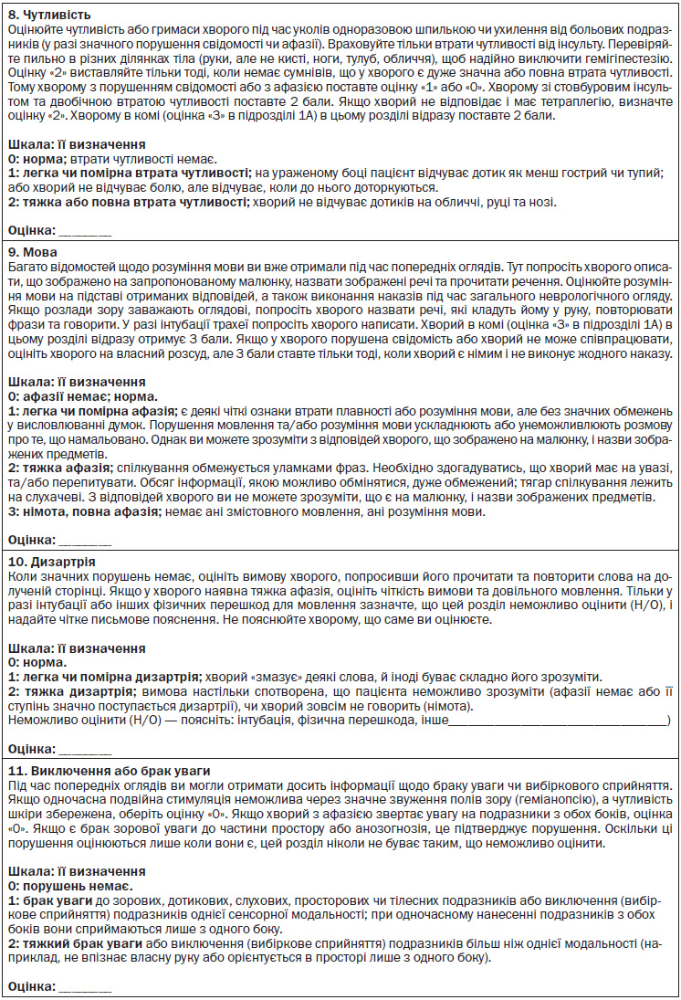 8. Чутливість
Оцінюйте чутливість або гримаси хворого під час уколів одноразовою шпилькою чи ухилення від больових подраз-
ників (у разі значного порушення свідомості чи афазії). Враховуйте тільки втрати чутливості від інсульту. Перевіряй-
те пильно в різних ділянках тіла (руки, але не кисті, ноги, тулуб, обличчя), щоб надійно виключити гемігіпестезію.
Оцінку «2» виставляйте тільки тоді, коли немає сумнівів, що у хворого є дуже значна або повна втрата чутливості.
Тому хворому з порушенням свідомості або з афазією поставте оцінку «1» або «0». Хворому зі стовбуровим інсуль-
том та двобічною втратою чутливості поставте 2 бали. Якщо хворий не відповідає і має тетраплегію, визначте
оцінку «2». Хворому в комі (оцінка «3» в підрозділі 1А) в цьому розділі відразу поставте 2 бали.
Шкала: її визначення
0: норма; втрати чутливості немає.
1: легка чи помірна втрата чутливості; на ураженому боці пацієнт відчуває дотик як менш гострий чи тупий;
або хворий не відчуває болю, але відчуває, коли до нього доторкуються.
2: тяжка або повна втрата чутливості; хворий не відчуває дотиків на обличчі, руці та нозі.
Оцінка: ________
9. Мова
Багато відомостей щодо розуміння мови ви вже отримали під час попередніх оглядів. Тут попросіть хворого описа-
ти, що зображено на запропонованому малюнку, назвати зображені речі та прочитати речення. Оцінюйте розумін-
ня мови на підставі отриманих відповідей, а також виконання наказів під час загального неврологічного огляду.
Якщо розлади зору заважають оглядові, попросіть хворого назвати речі, які кладуть йому у руку, повторювати
фрази та говорити. У разі інтубації трахеї попросіть хворого написати. Хворий в комі (оцінка «3» в підрозділі 1А) в
цьому розділі відразу отримує 3 бали. Якщо у хворого порушена свідомість або хворий не може співпрацювати,
оцініть хворого на власний розсуд, але 3 бали ставте тільки тоді, коли хворий є німим і не виконує жодного наказу.
Шкала: її визначення
0: афазії немає; норма.
1: легка чи помірна афазія; є деякі чіткі ознаки втрати плавності або розуміння мови, але без значних обмежень
у висловлюванні думок. Порушення мовлення та/або розуміння мови ускладнюють або унеможливлюють розмову
про те, що намальовано. Однак ви можете зрозуміти з відповідей хворого, що зображено на малюнку, і назви зобра-
жених предметів.
2: тяжка афазія; спілкування обмежується уламками фраз. Необхідно здогадуватись, що хворий має на увазі,
та/або перепитувати. Обсяг інформації, якою можливо обмінятися, дуже обмежений; тягар спілкування лежить
на слухачеві. З відповідей хворого ви не можете зрозуміти, що є на малюнку, і назви зображених предметів.
3: німота, повна афазія; немає ані змістовного мовлення, ані розуміння мови.
Оцінка: ________
10. Дизартрія
Коли значних порушень немає, оцініть вимову хворого, попросивши його прочитати та повторити слова на до-
лученій сторінці. Якщо у хворого наявна тяжка афазія, оцініть чіткість вимови та довільного мовлення. Тільки у
разі інтубації або інших фізичних перешкод для мовлення зазначте, що цей розділ неможливо оцінити (Н/О), і
надайте чітке письмове пояснення. Не пояснюйте хворому, що саме ви оцінюєте.
Шкала: її визначення
0: норма.
1: легка чи помірна дизартрія; хворий «змазує» деякі слова, й іноді буває складно його зрозуміти.
2: тяжка дизартрія; вимова настільки спотворена, що пацієнта неможливо зрозуміти (афазії немає або її
ступінь значно поступається дизартрії), чи хворий зовсім не говорить (німота).
Неможливо оцінити (Н/О) — поясніть: інтубація, фізична перешкода, інше_________________________________)
Оцінка: ________
11. Виключення або брак уваги
Під час попередніх оглядів ви могли отримати досить інформації щодо браку уваги чи вибіркового сприйняття.
Якщо одночасна подвійна стимуляція неможлива через значне звуження полів зору (геміанопсію), а чутливість
шкіри збережена, оберіть оцінку «0». Якщо хворий з афазією звертає увагу на подразники з обох боків, оцінка
«0». Якщо є брак зорової уваги до частини простору або анозогнозія, це підтверджує порушення. Оскільки ці
порушення оцінюються лише коли вони є, цей розділ ніколи не буває таким, що неможливо оцінити.
Шкала: її визначення
0: порушень немає.
1: брак уваги до зорових, дотикових, слухових, просторових чи тілесних подразників або виключення (вибір-
кове сприйняття) подразників однієї сенсорної модальності; при одночасному нанесенні подразників з обох
боків вони сприймаються лише з одного боку.
2: тяжкий брак уваги або виключення (вибіркове сприйняття) подразників більш ніж однієї модальності (на-
приклад, не впізнає власну руку або орієнтується в просторі лише з одного боку).
Оцінка: ________